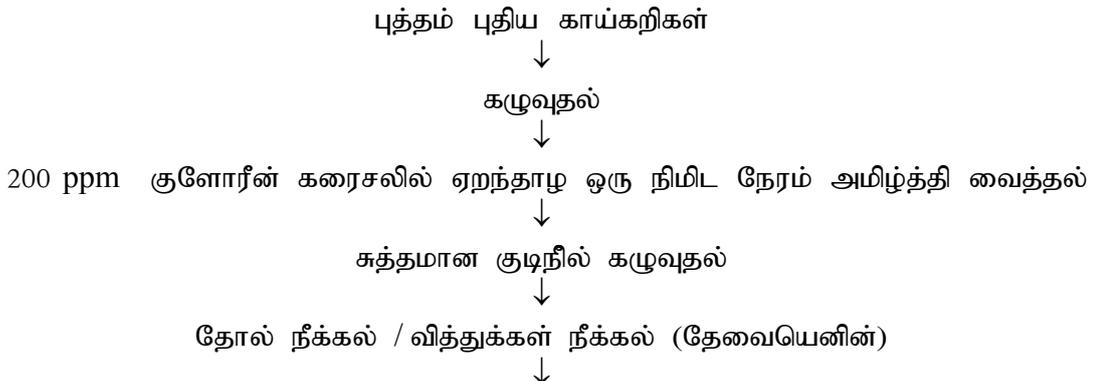 புத்தம் புதிய காய்கறிகள்
↓
கழுவுதல்
↓
200 ppm குளோரீன் கரைசலில் ஏறந்தாழ ஒரு நிமிட நேரம் அமிழ்த்தி வைத்தல்
↓
சுத்தமான குடிநீல் கழுவுதல்
↓
தோல் நீக்கல் / வித்துக்கள் நீக்கல் (தேவையெனின்)
↓